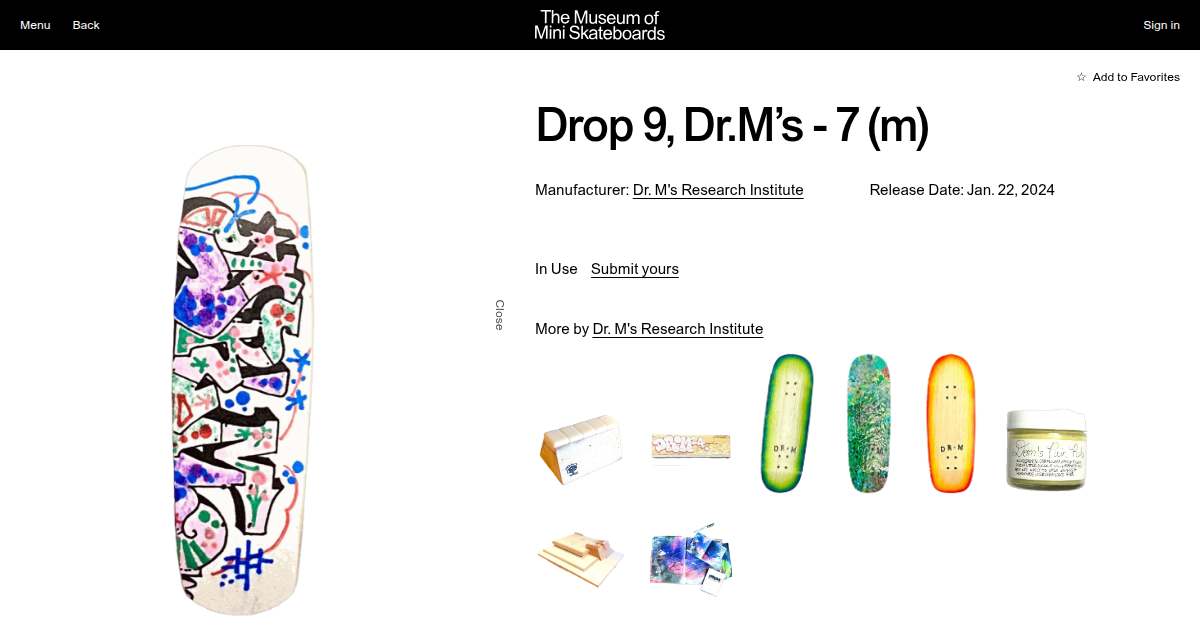 Menu
Back
The Museum of
Mini Skateboards
Sign in
☆ Add to Favorites
Drop 9, Dr.M’s - 7 (m)
Manufacturer: Dr. M's Research Institute
Release Date: Jan. 22, 2024
In Use
Submit yours
Close
More by Dr. M's Research Institute
DR M
DR M